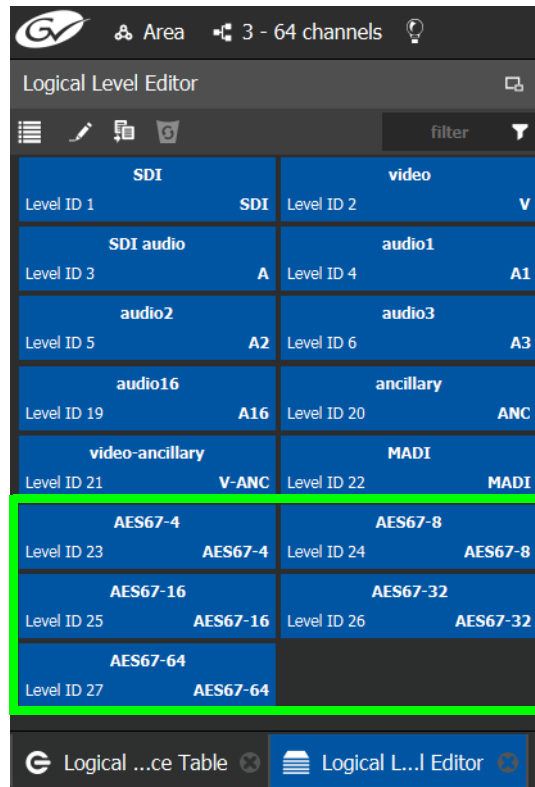 GV Area 3 - 64 channels
Logical Level Editor
filter
SDI video
Level ID 1 SDI Level ID 2 V
SDI audio audio1
Level ID 3 A Level ID 4 A1
audio2 audio3
Level ID 5 A2 Level ID 6 A3
audio16 ancillary
Level ID 19 A16 Level ID 20 ANC
video-ancillary MADI
Level ID 21 V-ANC Level ID 22 MADI
AES67-4 AES67-8
Level ID 23 AES67-4 Level ID 24 AES67-8
AES67-16 AES67-32
Level ID 25 AES67-16 Level ID 26 AES67-32
AES67-64
Level ID 27 AES67-64
Logical ...ce Table Logical L...l Editor